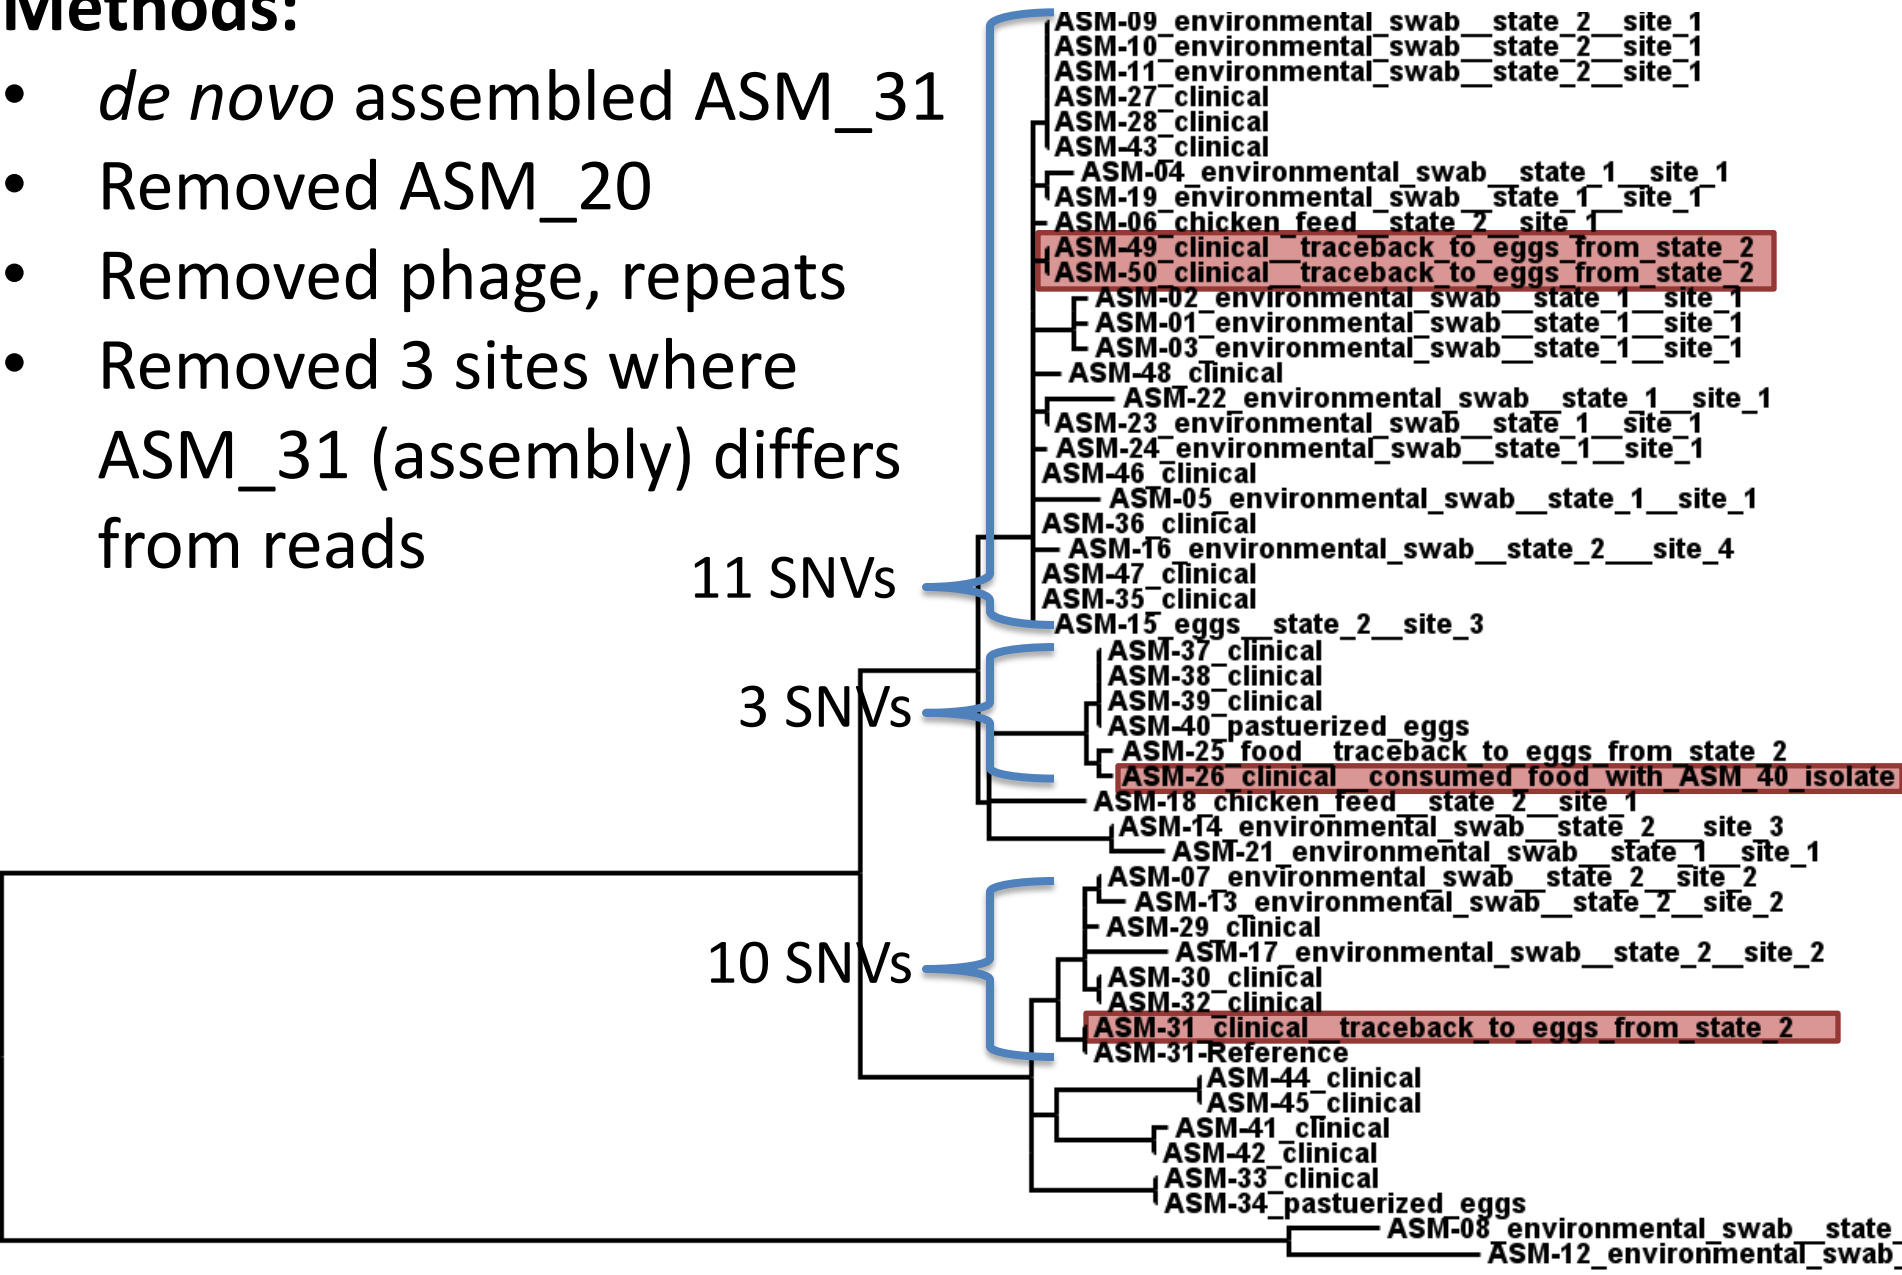 Methods:
• de novo assembled ASM_31
• Removed ASM_20
• Removed phage, repeats
• Removed 3 sites where
ASM_31 (assembly) differs
from reads
11 SNVs
3 SNVs
10 SNVs
ASM-09_environmental_swab__state_2__site_1
ASM-10_environmental_swab__state_2__site_1
ASM-11_environmental_swab__state_2__site_1
ASM-27_clinical
ASM-28_clinical
ASM-43_clinical
ASM-04_environmental_swab__state_1__site_1
ASM-19_environmental_swab__state_1__site_1
ASM-06_chicken_feed__state_2__site_1
ASM-49_clinical__traceback_to_eggs_from_state_2
ASM-50_clinical__traceback_to_eggs_from_state_2
ASM-02_environmental_swab__state_1__site_1
ASM-01_environmental_swab__state_1__site_1
ASM-03_environmental_swab__state_1__site_1
ASM-48_clinical
ASM-22_environmental_swab__state_1__site_1
ASM-23_environmental_swab__state_1__site_1
ASM-24_environmental_swab__state_1__site_1
ASM-46_clinical
ASM-05_environmental_swab__state_1__site_1
ASM-36_clinical
ASM-16_environmental_swab__state_2___site_4
ASM-47_clinical
ASM-35_clinical
ASM-15_eggs__state_2__site_3
ASM-37_clinical
ASM-38_clinical
ASM-39_clinical
ASM-40_pastuerized_eggs
ASM-25_food__traceback_to_eggs_from_state_2
ASM-26_clinical__consumed_food_with_ASM_40_isolate
ASM-18_chicken_feed__state_2__site_1
ASM-14_environmental_swab__state_2___site_3
ASM-21_environmental_swab__state_1__site_1
ASM-07_environmental_swab__state_2__site_2
ASM-13_environmental_swab__state_2__site_2
ASM-29_clinical
ASM-17_environmental_swab__state_2__site_2
ASM-30_clinical
ASM-32_clinical
ASM-31_clinical__traceback_to_eggs_from_state_2
ASM-31-Reference
ASM-44_clinical
ASM-45_clinical
ASM-41_clinical
ASM-42_clinical
ASM-33_clinical
ASM-34_pastuerized_eggs
ASM-08_environmental_swab__state_
ASM-12_environmental_swab_